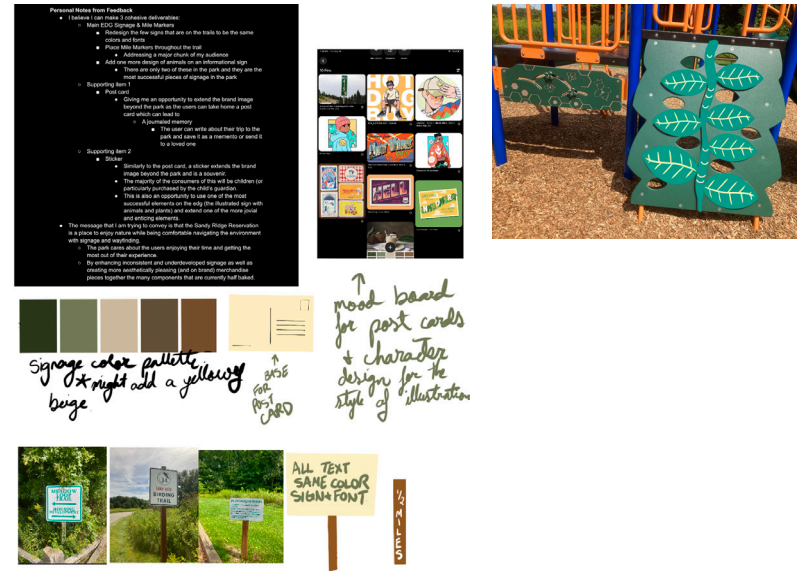 Personal Notes from Feedback
I believe I can make 3 cohesive deliverables:
Main EDG Signage & Mile Markers
Redesign the few signs that are on the trails to be the
same colors and fonts
Place Mile Markers throughout the trail
Addressing a major chunk of my audience
Add one more design of animals on an informational sign
There are only two of these in the park and they are the
most successful pieces of signage in the park
Supporting item 1
Post card
Giving me an opportunity to extend the brand image
beyond the park as the users can take home a post
card which can lead to
A journaled memory
The user can write about their trip to the
park and save it as a memento or send it
to a loved one
Supporting item 2
Sticker
Similarly to the post card, a sticker extends the brand
image beyond the park and is a souvenir.
The majority of the consumers of this will be children (or
particularly purchased by the child's guardian.
This is also an opportunity to use one of the most
successful elements on the edg (the illustrated sign with
animals and plants) and extend one of the more jovial
and enticing elements.
The message that I am trying to convey is that the Sandy Ridge Reservation
is a place to enjoy nature while being comfortable navigating the environment
with signage and wayfinding.
The park cares about the users enjoying their time and getting the
most out of their experience.
By enhancing inconsistent and underdeveloped signage as well as
creating more aesthetically pleasing (and on brand) merchandise
pieces together the many components that are currently half baked.
HOT
DOG
HELL
mood board
for post cards
+ character
design for the
style of illustration
Signage color pallette
*might add a yellowy
beige
BASE
FOR
POST
CARD
MEADOW
LOOP
TRAIL
BIRDING
TRAIL
ALL TEXT
SAME COLOR
SIGN + FONT
1/2 MILES